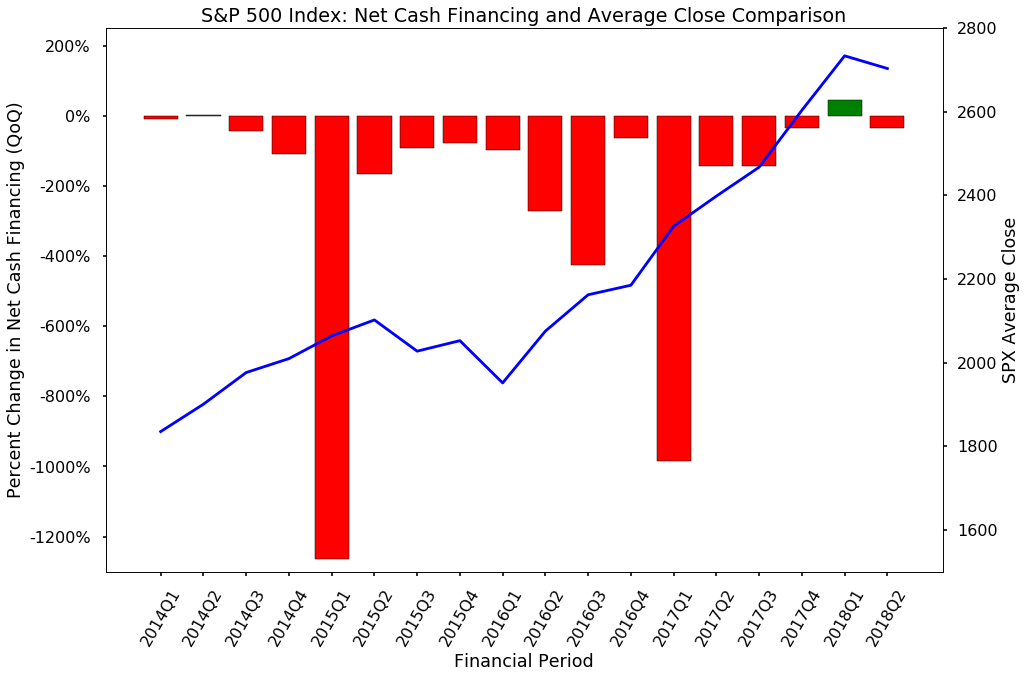 S&P 500 Index: Net Cash Financing and Average Close Comparison
Percent Change in Net Cash Financing (QoQ)
200%
0%
-200%
-400%
-600%
-800%
-1000%
-1200%
2800
2600
2400
2200
2000
1800
1600
SPX Average Close
2014Q1
2014Q2
2014Q3
2014Q4
2015Q1
2015Q2
2015Q3
2015Q4
2016Q1
2016Q2
2016Q3
2016Q4
2017Q1
2017Q2
2017Q3
2017Q4
2018Q1
2018Q2
Financial Period